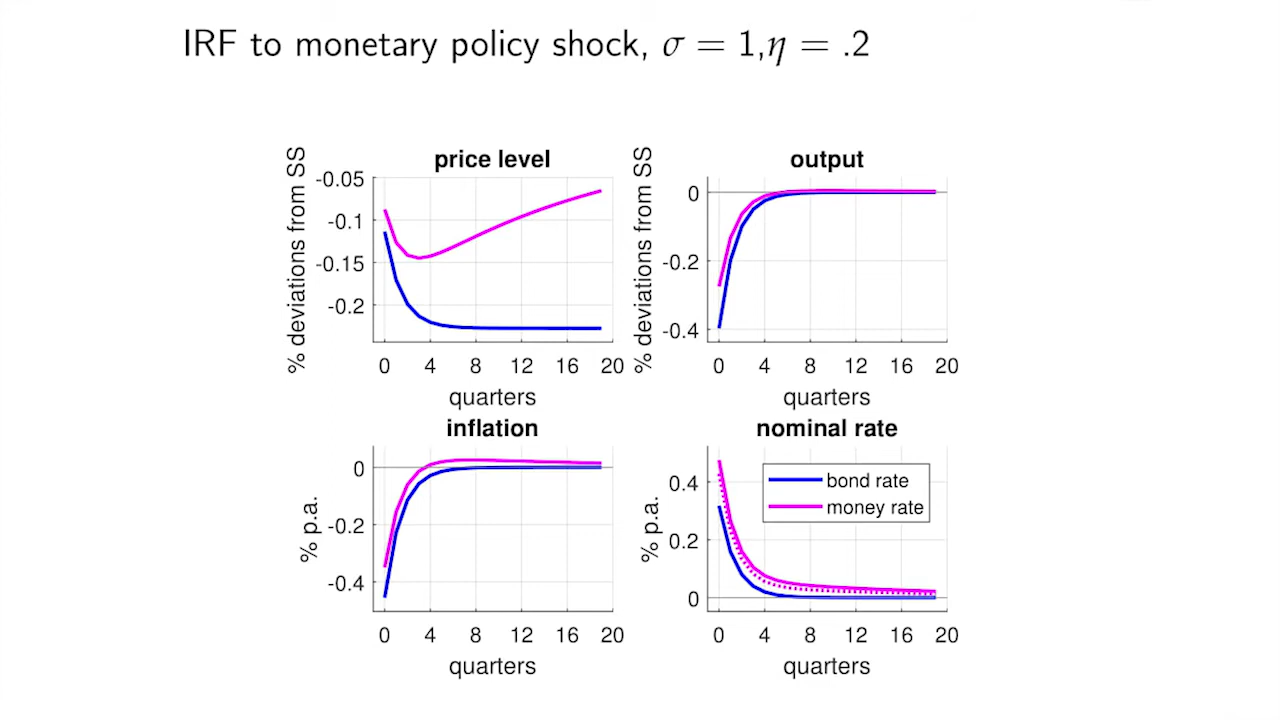 IRF to monetary policy shock, σ = 1,η = .2
price level
% deviations from SS
-0.05
-0.1
-0.15
-0.2
0 4 8 12 16 20
quarters
output
% deviations from SS
0
-0.2
-0.4
0 4 8 12 16 20
quarters
inflation
% p.a.
0
-0.2
-0.4
0 4 8 12 16 20
quarters
nominal rate
% p.a.
0.4
0.2
0
bond rate
money rate
0 4 8 12 16 20
quarters